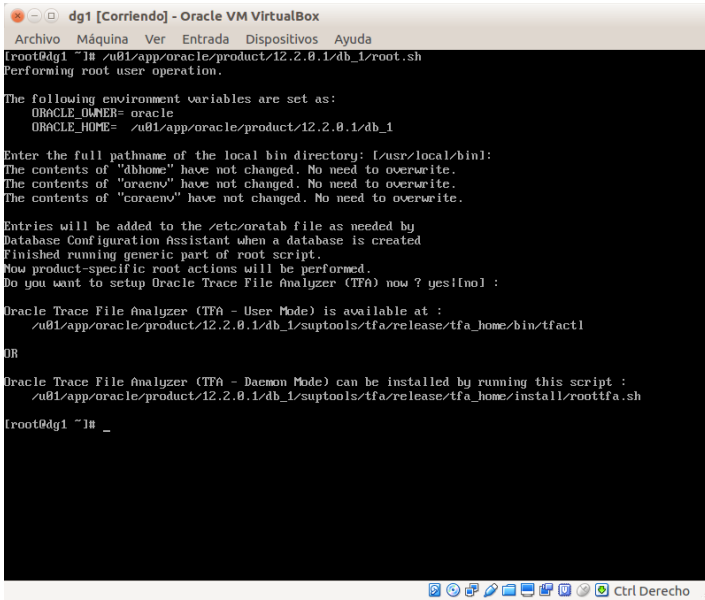 dg1 [Corriendo] - Oracle VM VirtualBox
Archivo Máquina Ver Entrada Dispositivos Ayuda
[root@dg1 ~]# /u01/app/oracle/product/12.2.0.1/db_1/root.sh
Performing root user operation.
The following environment variables are set as:
ORACLE_OWNER= oracle
ORACLE_HOME= /u01/app/oracle/product/12.2.0.1/db_1
Enter the full pathname of the local bin directory: [/usr/local/bin]:
The contents of "dbhome" have not changed. No need to overwrite.
The contents of "oraenv" have not changed. No need to overwrite.
The contents of "coraenv" have not changed. No need to overwrite.
Entries will be added to the /etc/oratab file as needed by
Database Configuration Assistant when a database is created
Finished running generic part of root script.
Now product-specific root actions will be performed.
Do you want to setup Oracle Trace File Analyzer (TFA) now ? yes|[no] :
Oracle Trace File Analyzer (TFA - User Mode) is available at :
/u01/app/oracle/product/12.2.0.1/db_1/suptools/tfa/release/tfa_home/bin/tfactl
OR
Oracle Trace File Analyzer (TFA - Daemon Mode) can be installed by running this script :
/u01/app/oracle/product/12.2.0.1/db_1/suptools/tfa/release/tfa_home/install/roottfa.sh
[root@dg1 ~]# _
Ctrl Derecho